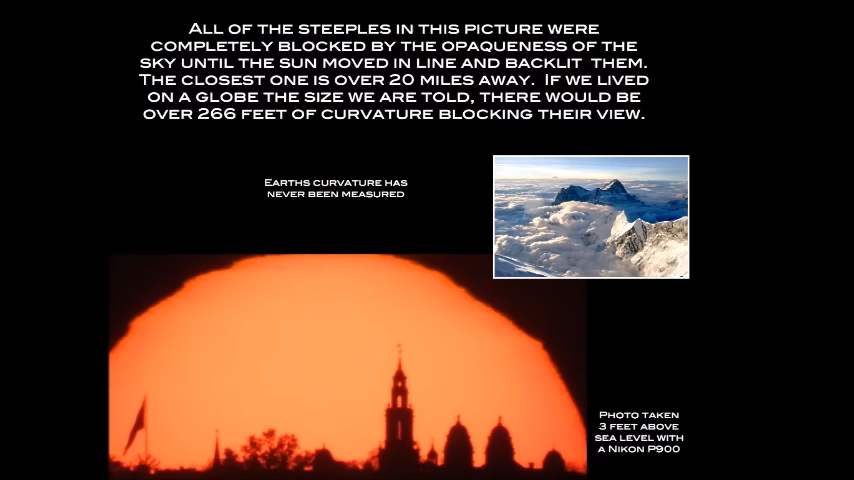 All of the steeples in this picture were
completely blocked by the opaqueness of the
sky until the sun moved in line and backlit them.
The closest one is over 20 miles away. If we lived
on a globe the size we are told, there would be
over 266 feet of curvature blocking their view.
Earths curvature has
never been measured
Photo taken
3 feet above
sea level with
a Nikon P900